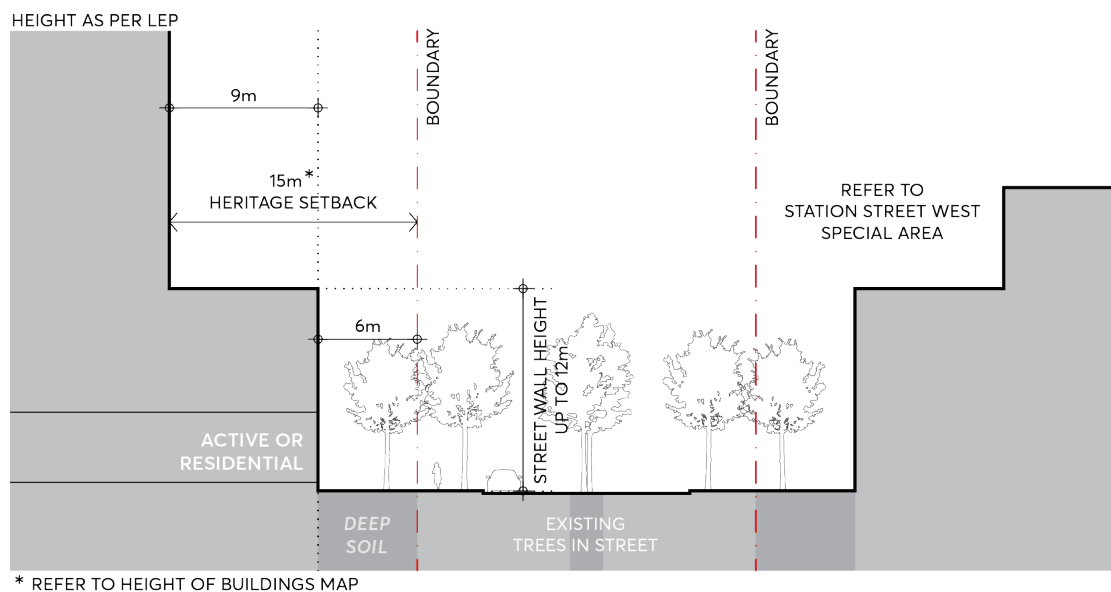 HEIGHT AS PER LEP
BOUNDARY
BOUNDARY
9m
15m*
HERITAGE SETBACK
REFER TO
STATION STREET WEST
SPECIAL AREA
6m
STREET WALL HEIGHT
UP TO 12m
ACTIVE OR
RESIDENTIAL
DEEP
SOIL
EXISTING
TREES IN STREET
* REFER TO HEIGHT OF BUILDINGS MAP